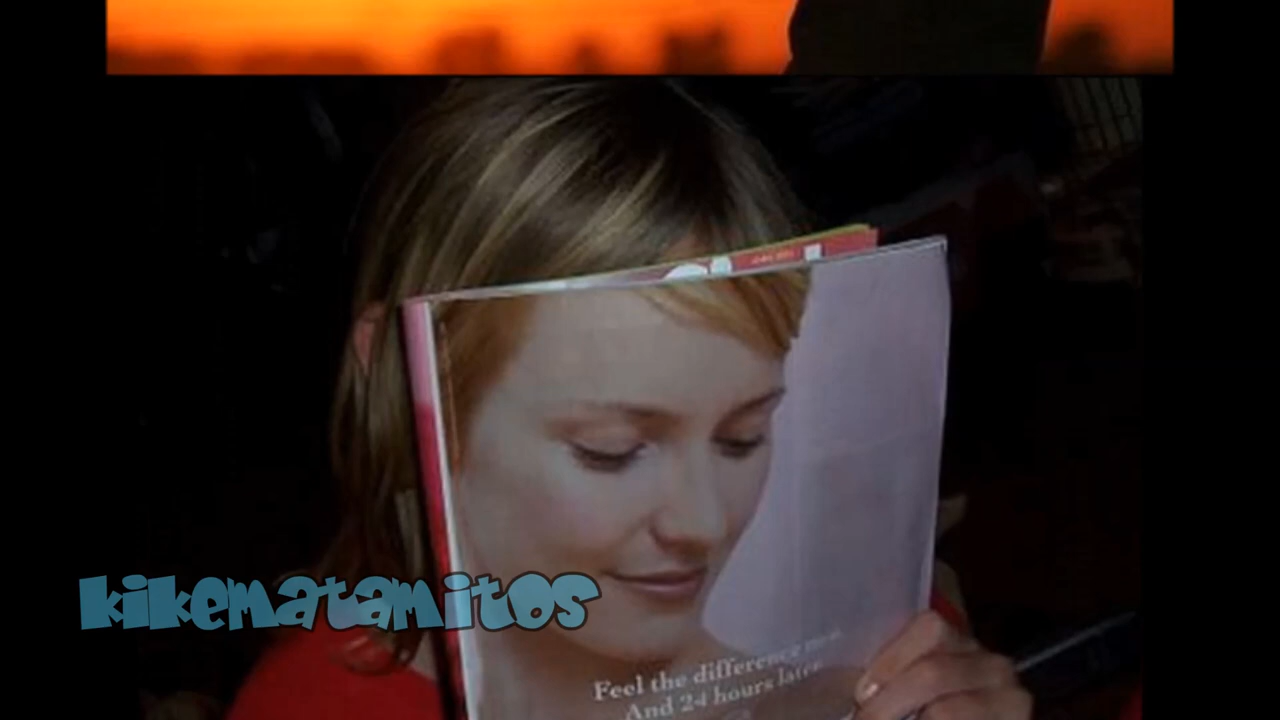 kikematamitos
Feel the difference
And 24 hours later